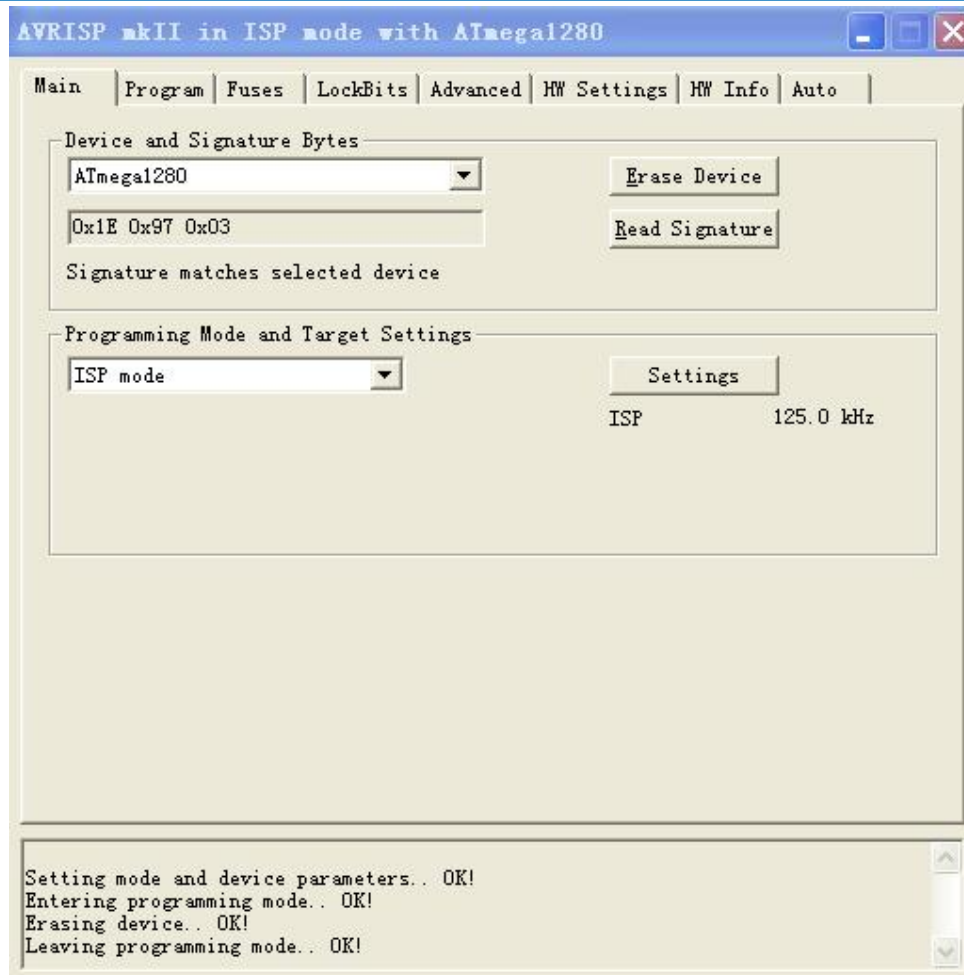 AVRISP mkII in ISP mode with ATmega1280
Main Program Fuses LockBits Advanced HW Settings HW Info Auto
Device and Signature Bytes
ATmega1280 Erase Device
0x1E 0x97 0x03 Read Signature
Signature matches selected device
Programming Mode and Target Settings
ISP mode Settings
ISP 125.0 kHz
Setting mode and device parameters.. OK!
Entering programming mode.. OK!
Erasing device.. OK!
Leaving programming mode.. OK!